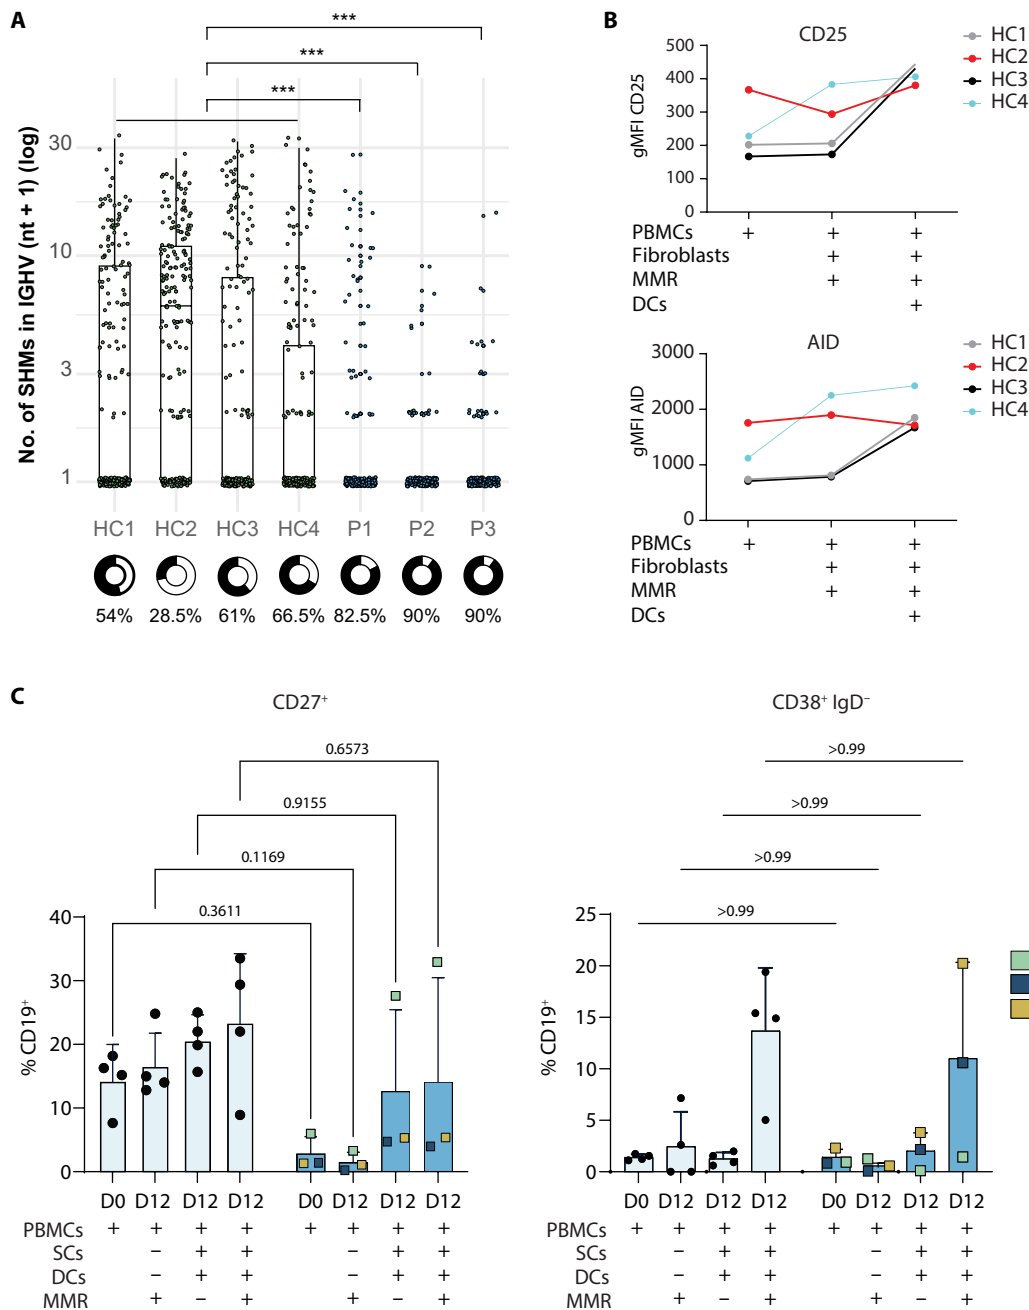 A
***
***
***
No. of SHMs in IGHV (nt + 1) (log)
30
10
3
1
HC1 HC2 HC3 HC4 P1 P2 P3
54% 28.5% 61% 66.5% 82.5% 90% 90%
B
CD25
gMFI CD25
500
400
300
200
100
0
HC1
HC2
HC3
HC4
PBMCs + + +
Fibroblasts + +
MMR + +
DCs +
AID
gMFI AID
3000
2000
1000
0
HC1
HC2
HC3
HC4
PBMCs + + +
Fibroblasts + +
MMR + +
DCs +
C
CD27⁺
0.6573
0.9155
0.1169
0.3611
% CD19⁺
40
30
20
10
0
D0 D12 D12 D12 D0 D12 D12 D12
PBMCs + + + + + + + +
SCs − + + − + +
DCs − + + − + +
MMR + − + + − +
CD38⁺ IgD⁻
>0.99
>0.99
>0.99
>0.99
% CD19⁺
25
20
15
10
5
0
D0 D12 D12 D12 D0 D12 D12 D12
PBMCs + + + + + + + +
SCs − + + − + +
DCs − + + − + +
MMR + − + + − +